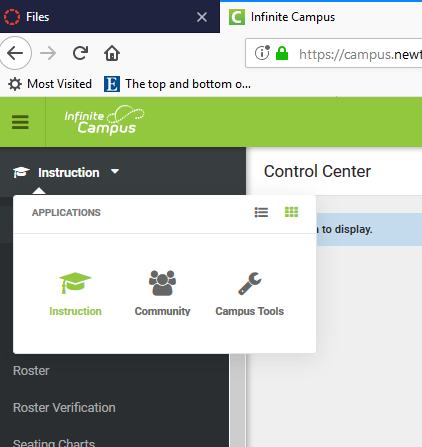 Files
Infinite Campus
https://campus.newt
Most Visited
The top and bottom o...
Infinite
Campus
Instruction
Control Center
APPLICATIONS
to display.
Instruction
Community
Campus Tools
Roster
Roster Verification
Seating Charts